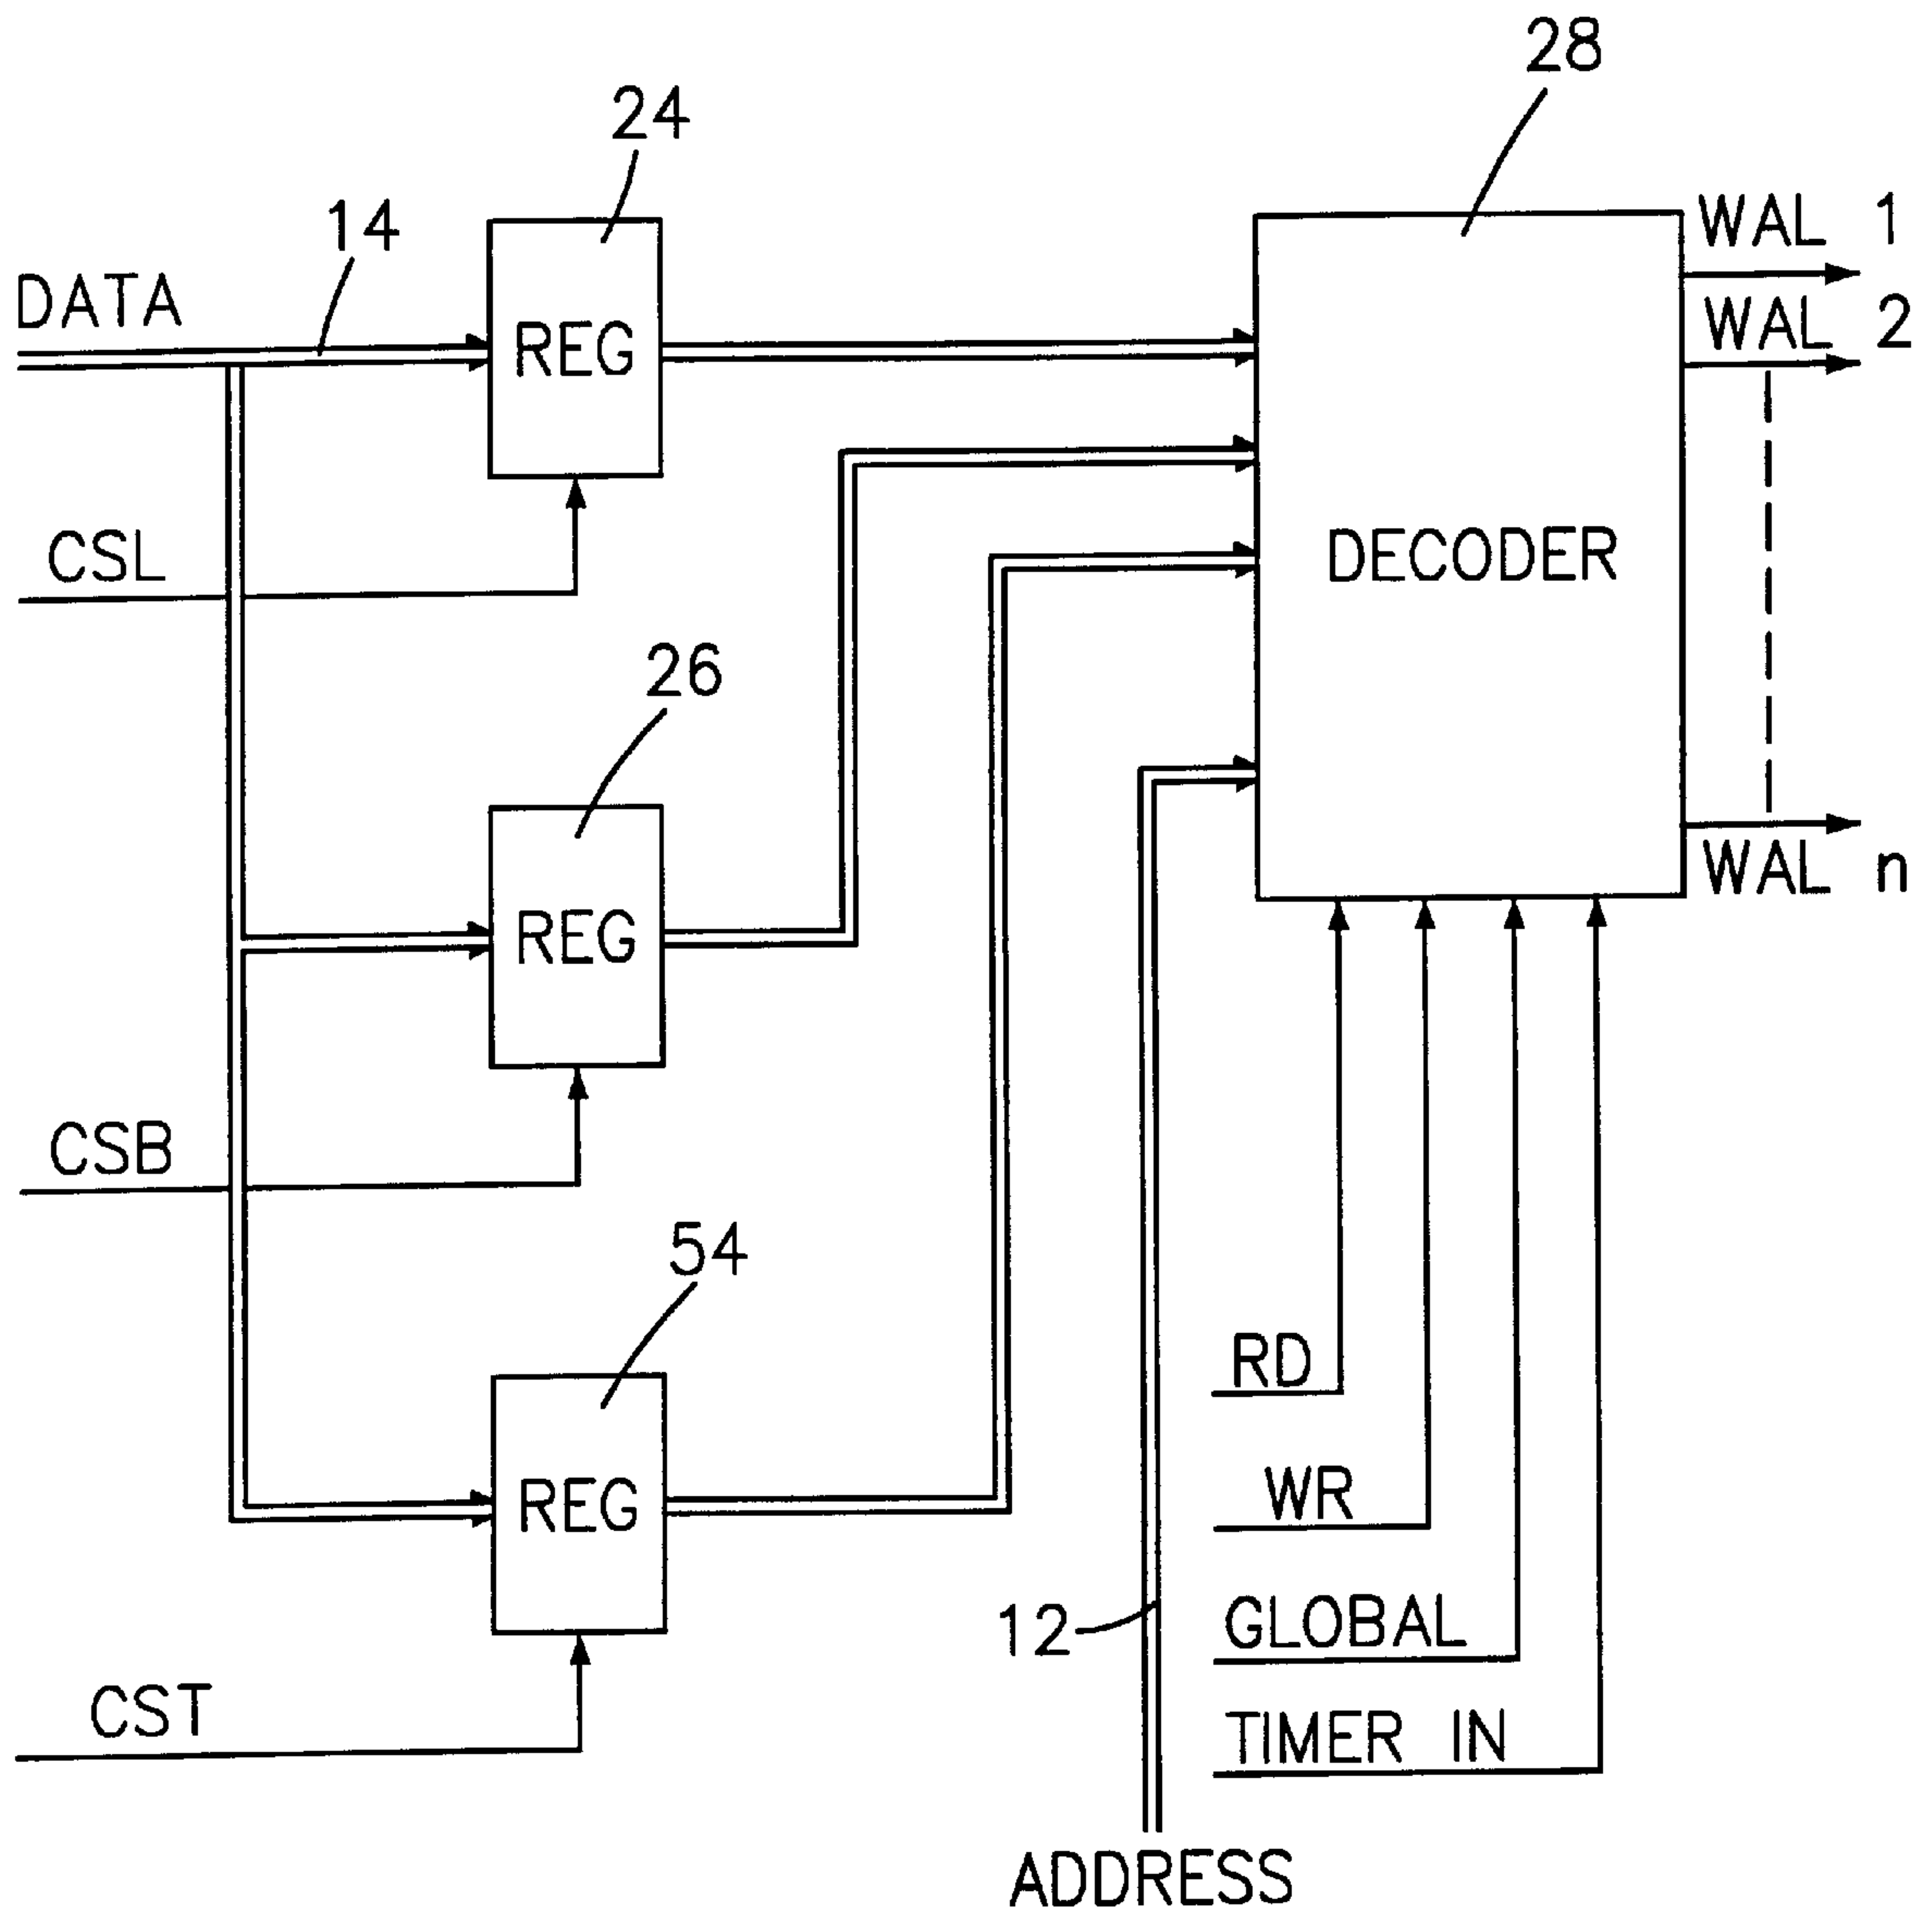 28
24
14
WAL 1
DATA
WAL 2
REG
CSL
DECODER
26
WAL n
REG
CSB
54
RD
WR
REG
12
GLOBAL
CST
TIMER IN
ADDRESS